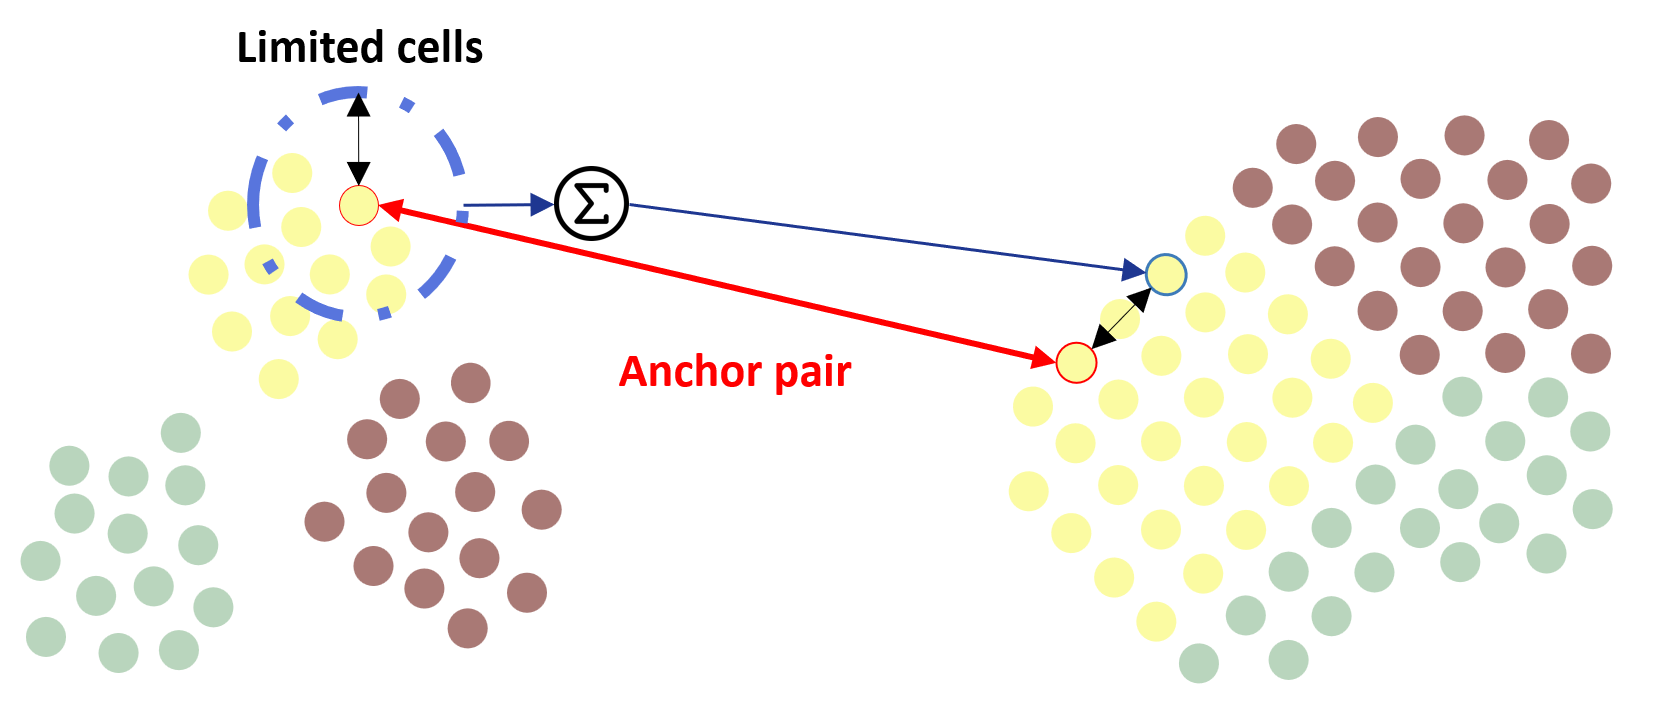 Limited cells
Σ
Anchor pair